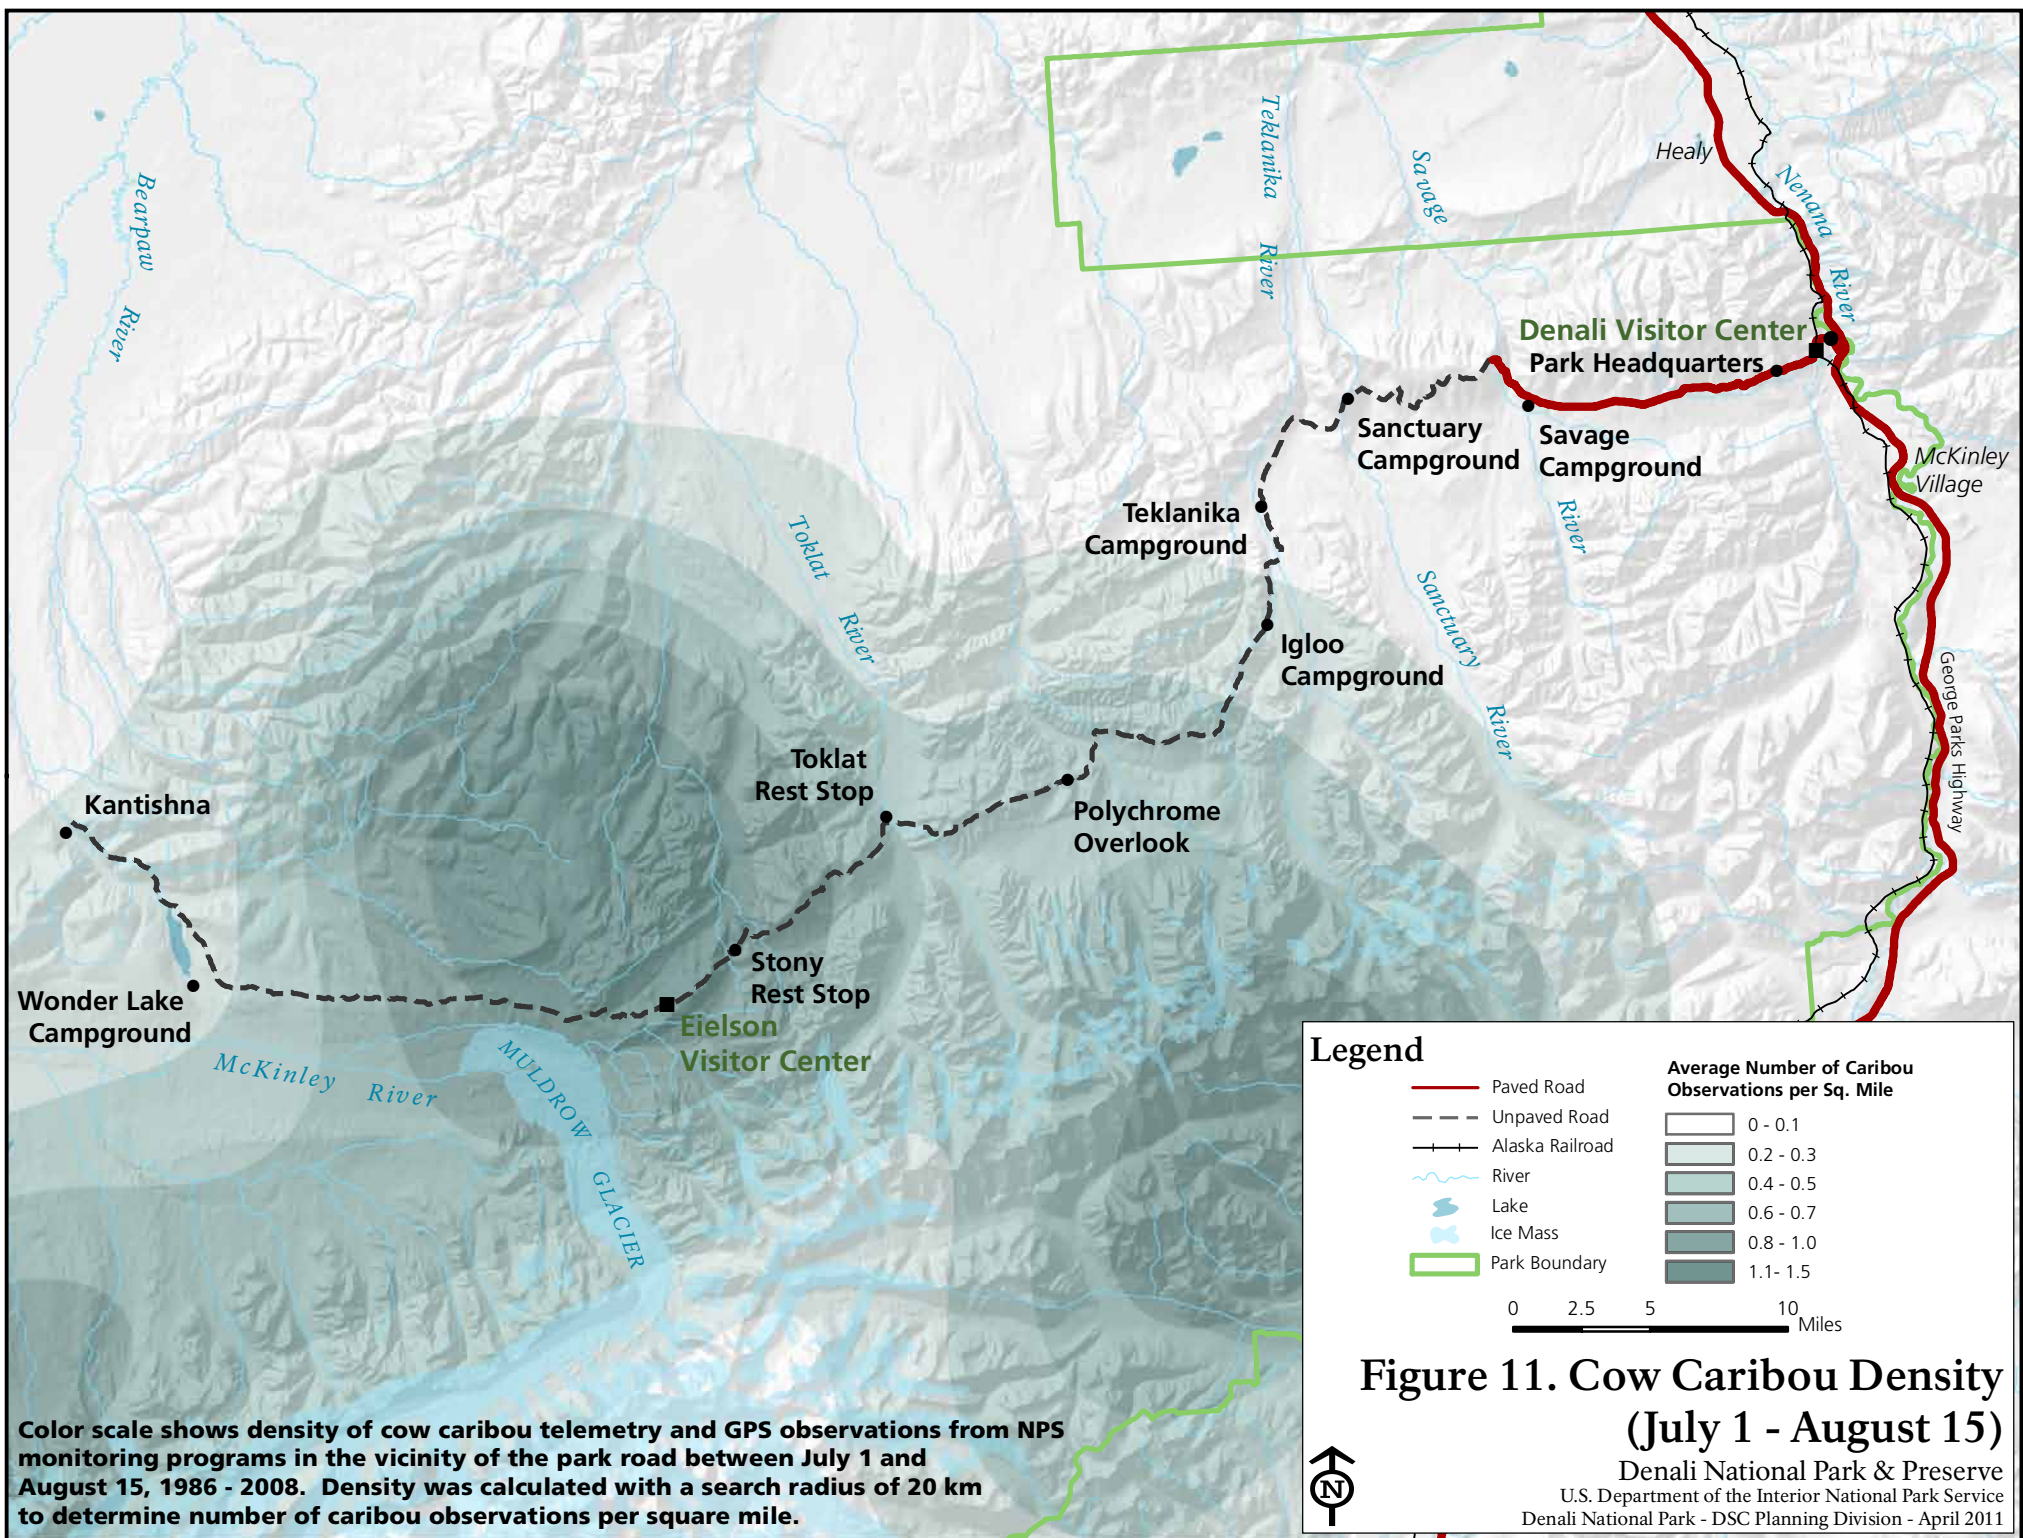 Bearpaw
River
Teklanika
River
Savage
Healy
Nenana
River
Denali Visitor Center
Park Headquarters
Sanctuary
Campground
Savage
Campground
McKinley
Village
River
Teklanika
Campground
Toklat
River
Sanctuary
River
Igloo
Campground
George Parks Highway
Toklat
Rest Stop
Kantishna
Polychrome
Overlook
Stony
Rest Stop
Wonder Lake
Campground
Eielson
Visitor Center
McKinley River
MULDROW
GLACIER
Legend
Paved Road
Unpaved Road
Alaska Railroad
River
Lake
Ice Mass
Park Boundary
Average Number of Caribou
Observations per Sq. Mile
0 - 0.1
0.2 - 0.3
0.4 - 0.5
0.6 - 0.7
0.8 - 1.0
1.1- 1.5
0 2.5 5 10
Miles
Figure 11. Cow Caribou Density
(July 1 - August 15)
N
Denali National Park & Preserve
U.S. Department of the Interior National Park Service
Denali National Park - DSC Planning Division - April 2011
Color scale shows density of cow caribou telemetry and GPS observations from NPS
monitoring programs in the vicinity of the park road between July 1 and
August 15, 1986 - 2008.  Density was calculated with a search radius of 20 km
to determine number of caribou observations per square mile.